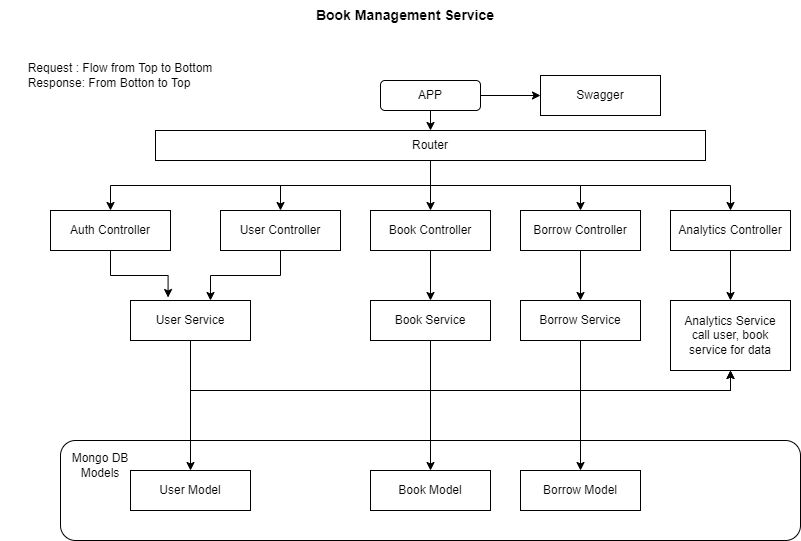 Book Management Service
Request : Flow from Top to Bottom
Response: From Botton to Top
APP
Swagger
Router
Auth Controller
User Controller
Book Controller
Borrow Controller
Analytics Controller
User Service
Book Service
Borrow Service
Analytics Service
call user, book
service for data
Mongo DB
Models
User Model
Book Model
Borrow Model